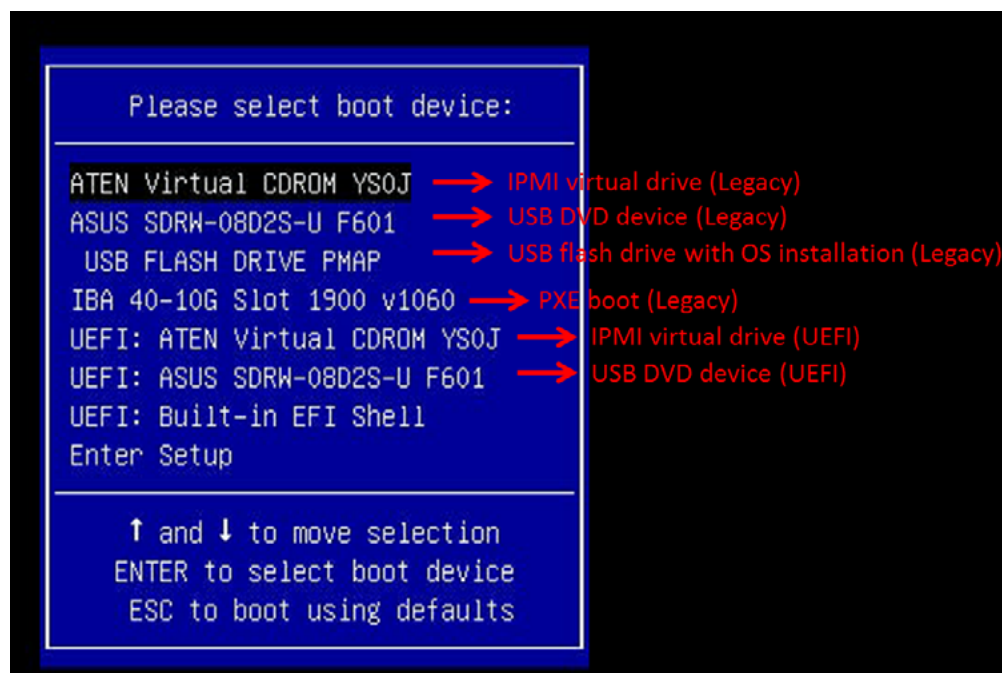 Please select boot device:
ATEN Virtual CDROM YS0J → IPMI virtual drive (Legacy)
ASUS SDRW-08D2S-U F601 → USB DVD device (Legacy)
USB FLASH DRIVE PMAP → USB flash drive with OS installation (Legacy)
IBA 40-10G Slot 1900 v1060 → PXE boot (Legacy)
UEFI: ATEN Virtual CDROM YS0J → IPMI virtual drive (UEFI)
UEFI: ASUS SDRW-08D2S-U F601 → USB DVD device (UEFI)
UEFI: Built-in EFI Shell
Enter Setup
↑ and ↓ to move selection
ENTER to select boot device
ESC to boot using defaults